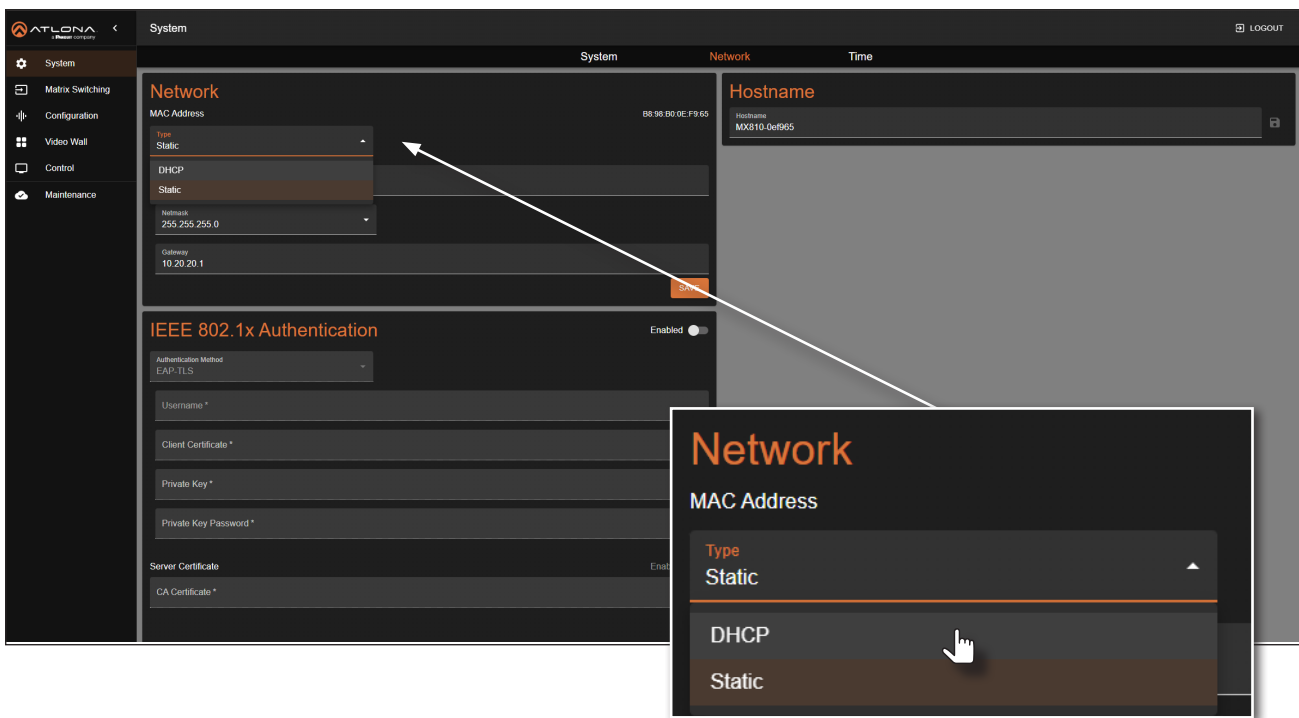 ATLONA
a Panduit company
System
LOGOUT
System
Network
Time
System
Matrix Switching
Configuration
Video Wall
Control
Maintenance
Network
MAC Address
B8:98:B0:0E:F9:65
Type
Static
DHCP
Static
Netmask
255.255.255.0
Gateway
10.20.20.1
SAVE
Hostname
Hostname
MX810-0ef965
IEEE 802.1x Authentication
Enabled
Authentication Method
EAP-TLS
Username *
Client Certificate *
Private Key *
Private Key Password *
Server Certificate
Enab
CA Certificate *
Network
MAC Address
Type
Static
DHCP
Static